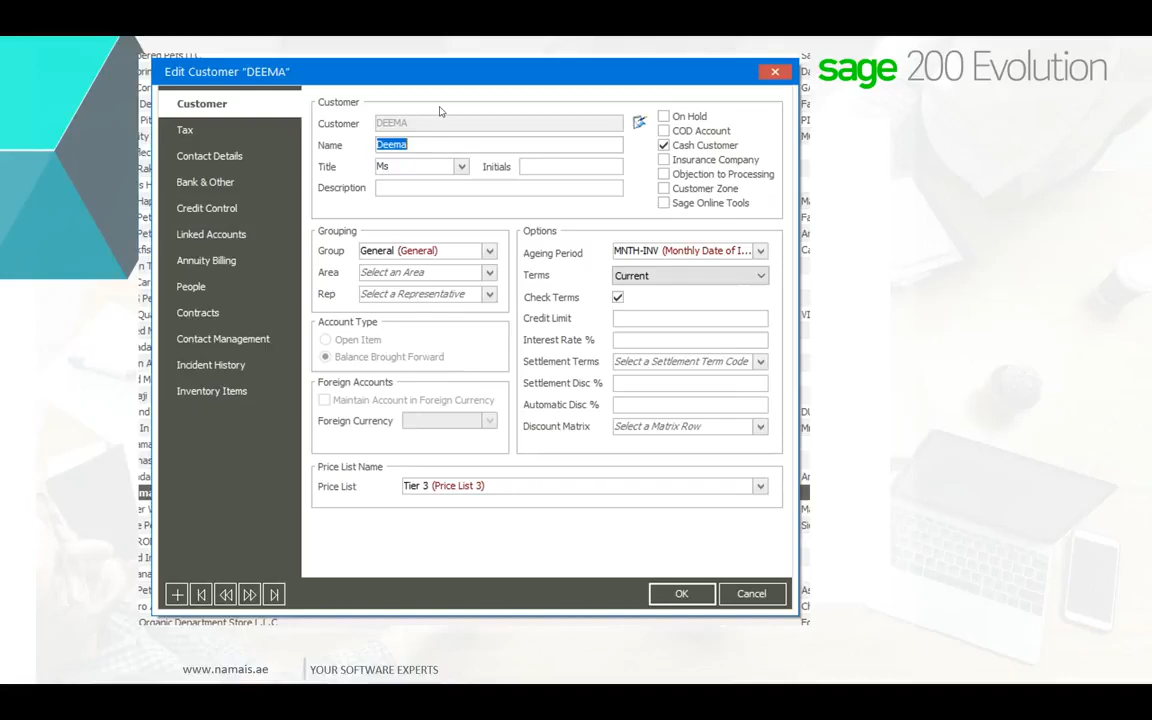 Edit Customer "DEEMA"
sage 200 Evolution
Customer
Tax
Contact Details
Bank & Other
Credit Control
Linked Accounts
Annuity Billing
People
Contracts
Contact Management
Incident History
Inventory Items
Customer
Customer DEEMA
Name Deema
Title Ms Initials
Description
On Hold
COD Account
Cash Customer
Insurance Company
Objection to Processing
Customer Zone
Sage Online Tools
Grouping
Group General (General)
Area Select an Area
Rep Select a Representative
Account Type
Open Item
Balance Brought Forward
Foreign Accounts
Maintain Account in Foreign Currency
Foreign Currency
Options
Ageing Period MNTH-INV (Monthly Date of I...
Terms Current
Check Terms
Credit Limit
Interest Rate %
Settlement Terms Select a Settlement Term Code
Settlement Disc %
Automatic Disc %
Discount Matrix Select a Matrix Row
Price List Name
Price List Tier 3 (Price List 3)
OK Cancel
Organic Department Store L.L.C
www.namais.ae YOUR SOFTWARE EXPERTS